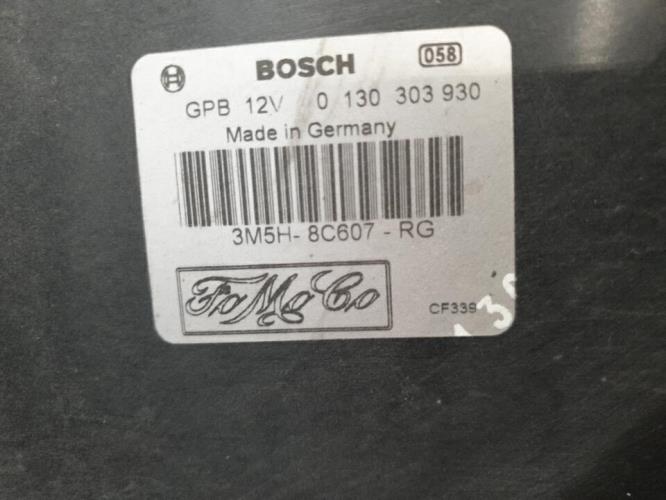 BOSCH 058
GPB 12V 0 130 303 930
Made in Germany
3M5H- 8C607 - RG
FoMoCo
CF339